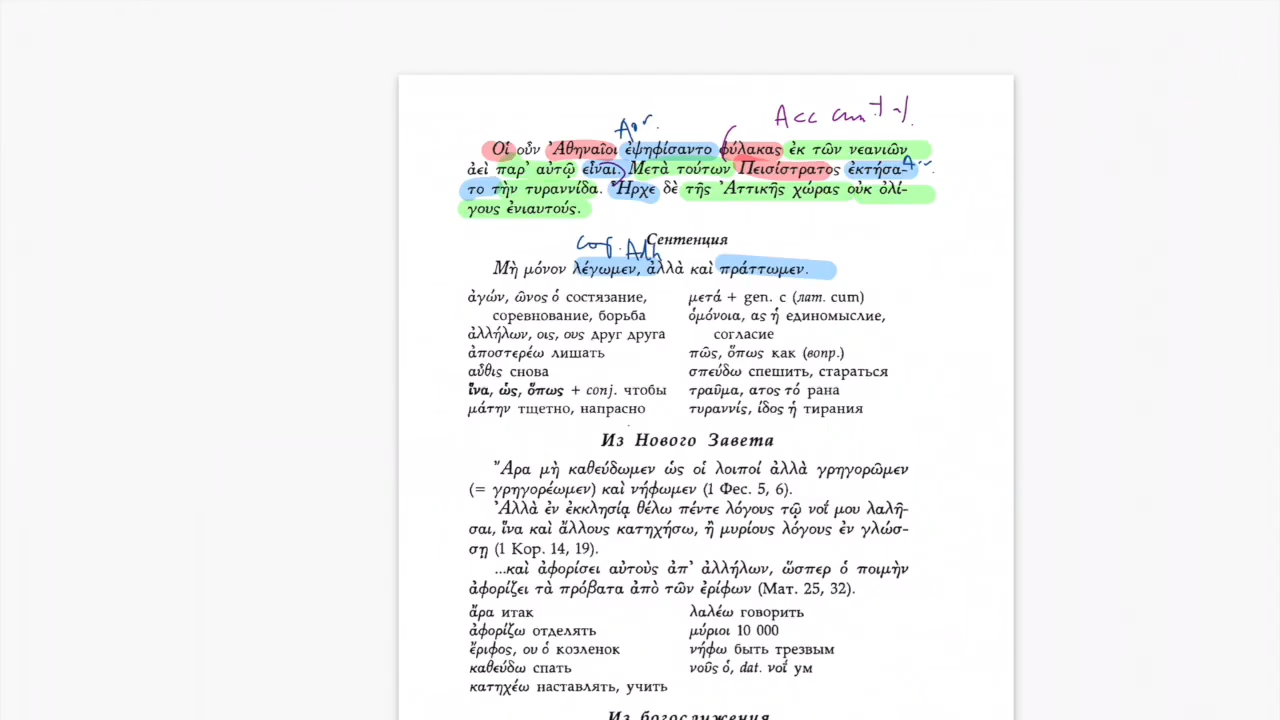 Acc cum
Аог.
Οἱ οὖν Ἀθηναῖοι ἐψηφίσαντο φύλακας ἐκ τῶν νεανιῶν
ἀεὶ παρ' αὐτῷ εἶναι. Μετὰ τούτων Πεισίστρατος ἐκτήσα-
το τὴν τυραννίδα. Ἦρχε δὲ τῆς Ἀττικῆς χώρας οὐκ ὀλί-
γους ἐνιαυτούς.
Сентенция
Μὴ μόνον λέγωμεν, ἀλλὰ καὶ πράττωμεν.
ἀγών, ῶνος ὁ состязание,
соревнование, борьба
ἀλλήλων, οις, ους друг друга
ἀποστερέω лишать
αὖθις снова
ἵνα, ὡς, ὅπως + conj. чтобы
μάτην тщетно, напрасно
μετά + gen. с (лат. cum)
ὁμόνοια, ας ἡ единомыслие,
согласие
πῶς, ὅπως как (вопр.)
σπεύδω спешить, стараться
τραῦμα, ατος τό рана
τυραννίς, ίδος ἡ тирания
Из Нового Завета
Ἄρα μὴ καθεύδωμεν ὡς οἱ λοιποί ἀλλὰ γρηγορῶμεν
(= γρηγορέωμεν) καὶ νήφωμεν (1 Фес. 5, 6).
Ἀλλὰ ἐν ἐκκλησίᾳ θέλω πέντε λόγους τῷ νοΐ μου λαλῆ-
σαι, ἵνα καὶ ἄλλους κατηχήσω, ἢ μυρίους λόγους ἐν γλώσ-
σῃ (1 Кор. 14, 19).
...καὶ ἀφορίσει αὐτοὺς ἀπ' ἀλλήλων, ὥσπερ ὁ ποιμὴν
ἀφορίζει τὰ πρόβατα ἀπὸ τῶν ἐρίφων (Мат. 25, 32).
ἄρα итак
ἀφορίζω отделять
ἔριφος, ου ὁ козленок
καθεύδω спать
κατηχέω наставлять, учить
λαλέω говорить
μύριοι 10 000
νήφω быть трезвым
νοῦς ὁ, dat. νοΐ ум
Из богослужения